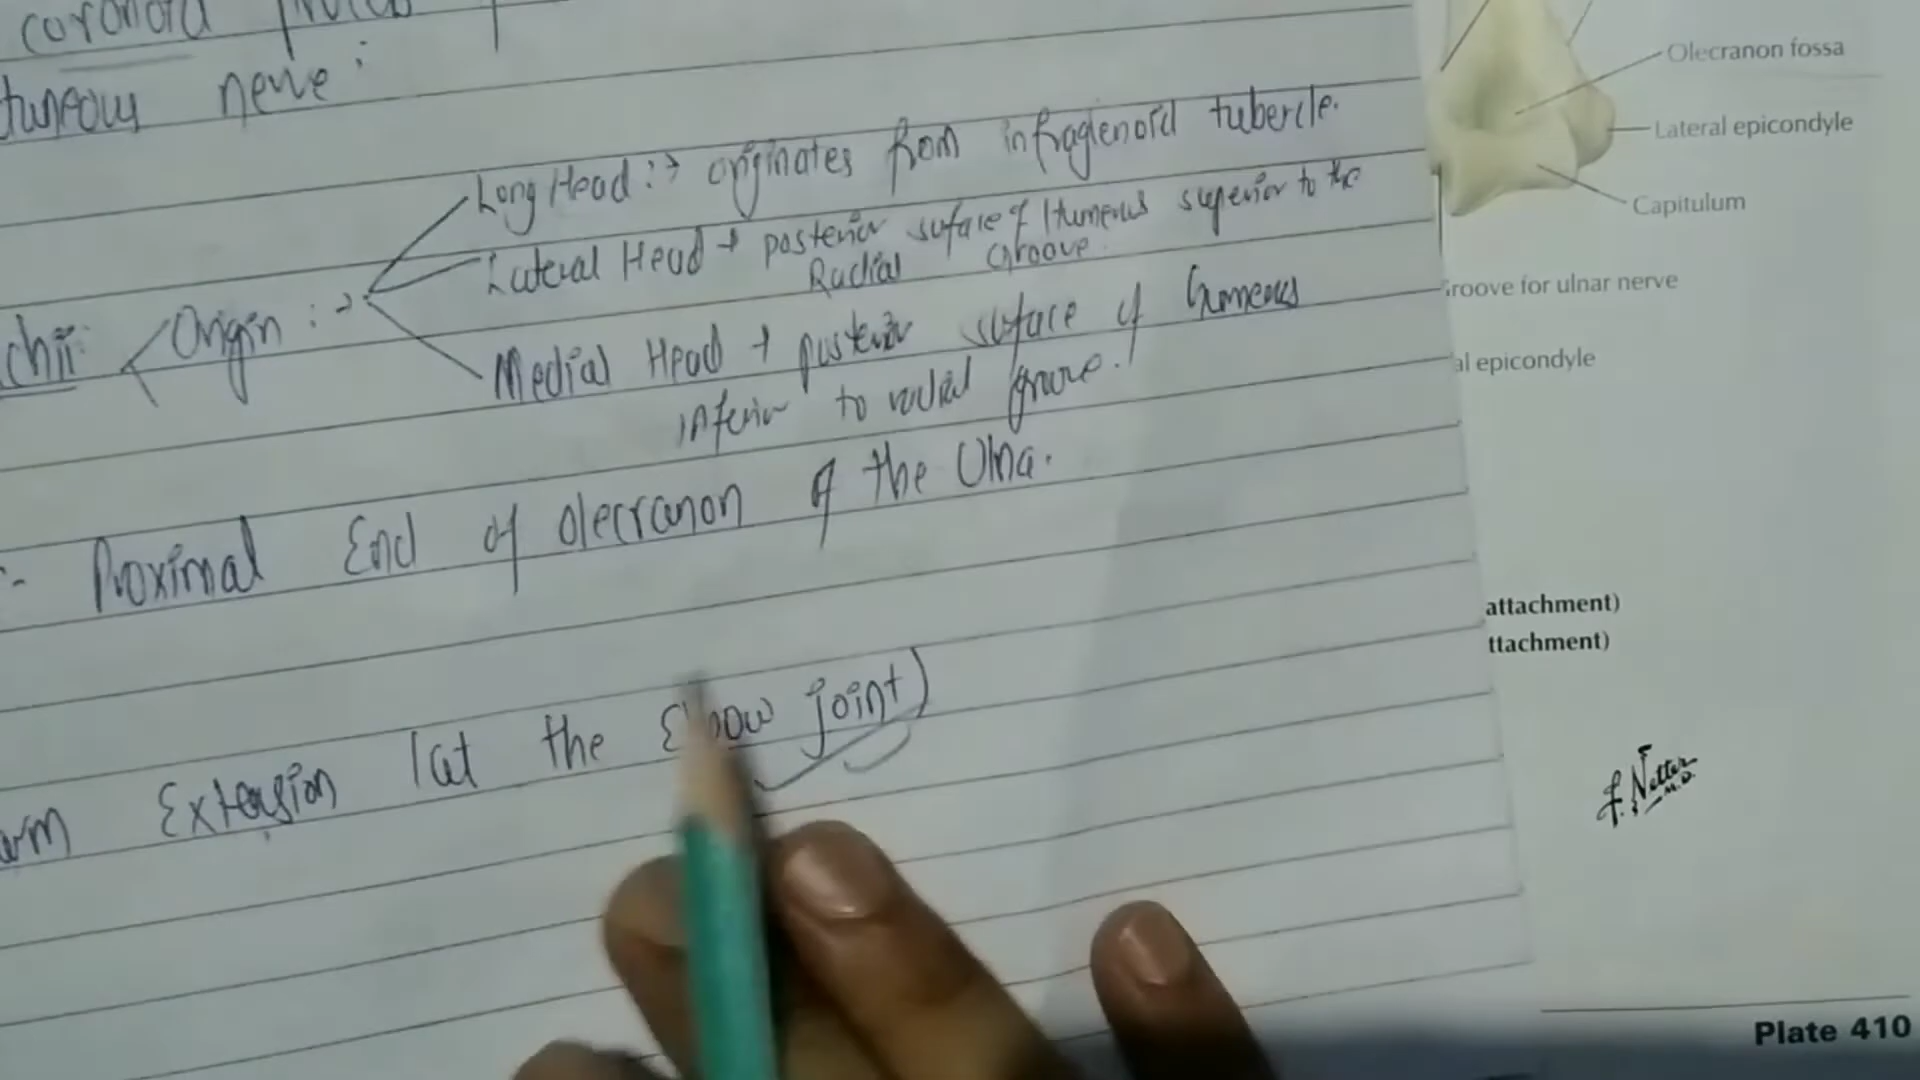 coronoid
nerve:
Long Head :→ originates from infraglenoid tubercle.
Lateral Head → posterior surface of Humerus superior to the
Radial Groove.
chii: Origin :→
Medial Head → posterior surface of humerus
inferior to radial groove.
:- Proximal End of olecranon of the Ulna.
arm Extension (at the Elbow joint)
Olecranon fossa
Lateral epicondyle
Capitulum
Groove for ulnar nerve
al epicondyle
attachment)
ttachment)
F. Netter M.D.
Plate 410